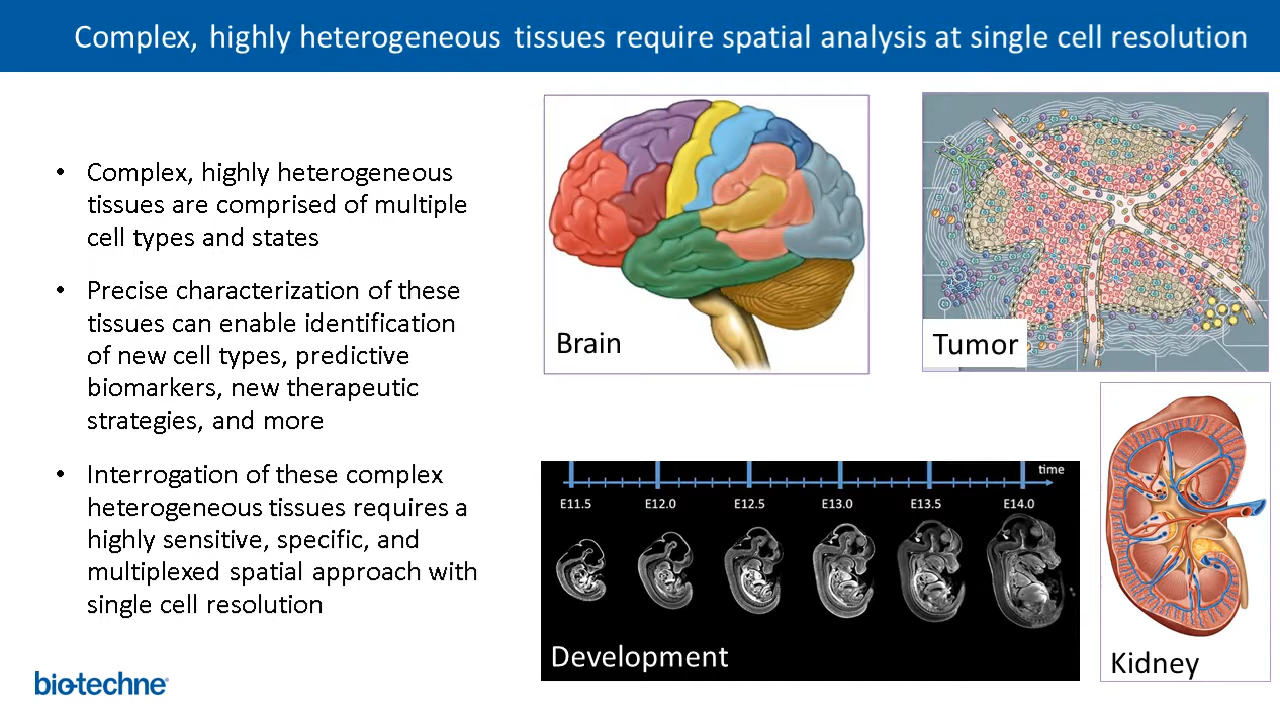 Complex, highly heterogeneous tissues require spatial analysis at single cell resolution
• Complex, highly heterogeneous
tissues are comprised of multiple
cell types and states
• Precise characterization of these
tissues can enable identification
of new cell types, predictive
biomarkers, new therapeutic
strategies, and more
• Interrogation of these complex
heterogeneous tissues requires a
highly sensitive, specific, and
multiplexed spatial approach with
single cell resolution
Brain
Tumor
time
E11.5 E12.0 E12.5 E13.0 E13.5 E14.0
Development
Kidney
bio-techne®